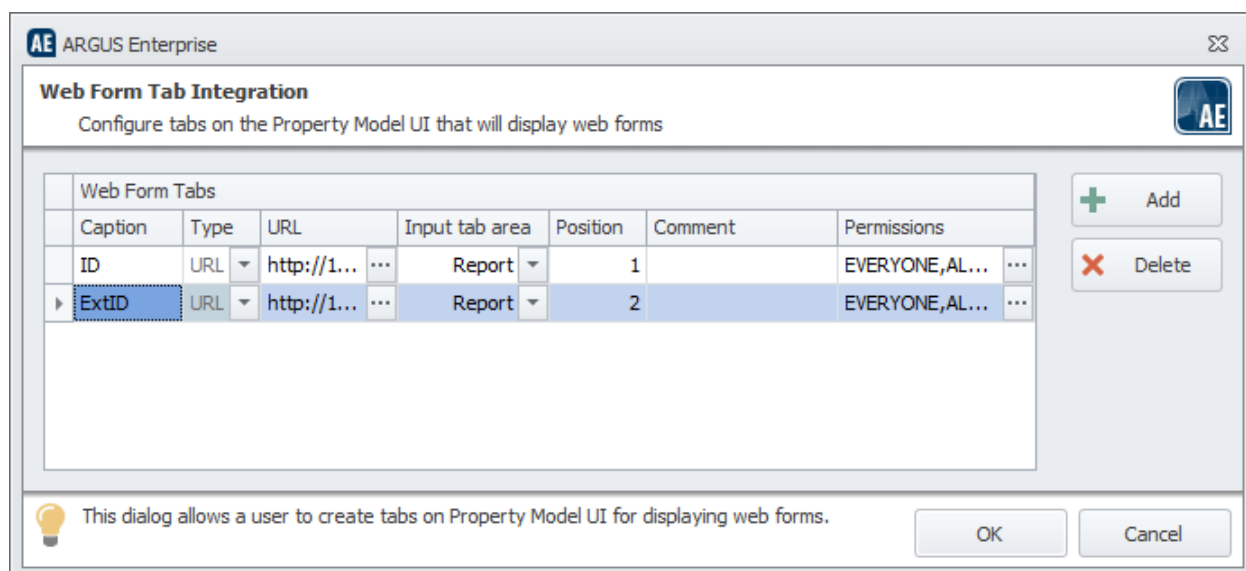 AE ARGUS Enterprise
Web Form Tab Integration
Configure tabs on the Property Model UI that will display web forms
AE
Web Form Tabs
Caption Type URL Input tab area Position Comment Permissions
ID URL http://1... ... Report 1 EVERYONE,AL... ...
ExtID URL http://1... ... Report 2 EVERYONE,AL... ...
Add
Delete
This dialog allows a user to create tabs on Property Model UI for displaying web forms.
OK Cancel